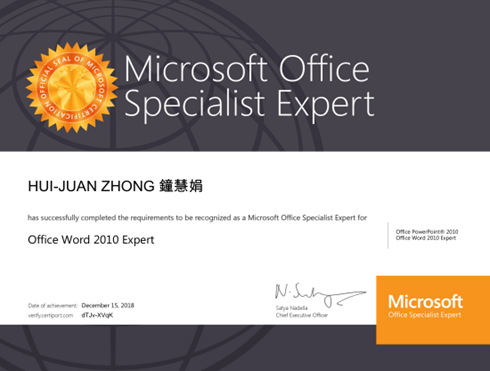 OFFICIAL SEAL OF MICROSOFT CERTIFICATION
Microsoft Office
Specialist Expert
HUI-JUAN ZHONG 鐘慧娟
has successfully completed the requirements to be recognized as a Microsoft Office Specialist Expert for
Office Word 2010 Expert
Office PowerPoint® 2010
Office Word 2010 Expert
Date of achievement: December 15, 2018
verify.certiport.com dTJv-XVqK
Satya Nadella
Chief Executive Officer
Microsoft
Office Specialist Expert